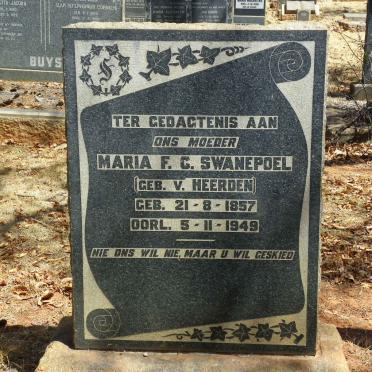 BUYS
S
TER GEDAGTENIS AAN
ONS MOEDER
MARIA F. C. SWANEPOEL
(GEB. V. HEERDEN)
GEB. 21-8-1857
OORL. 5-11-1949
NIE ONS WIL NIE, MAAR U WIL GESKIED